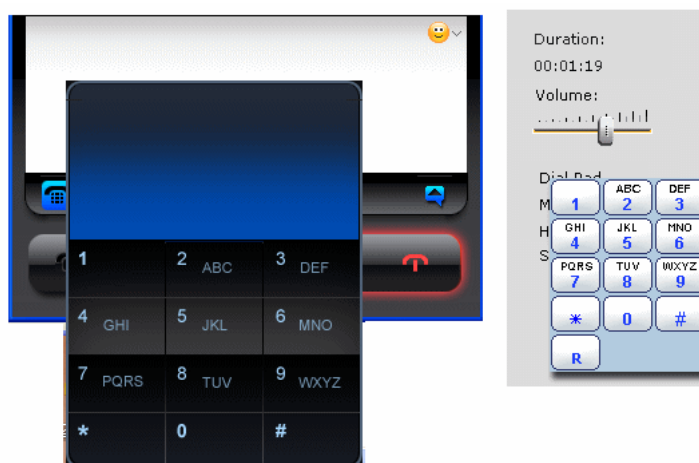 1
2 ABC
3 DEF
4 GHI
5 JKL
6 MNO
7 PQRS
8 TUV
9 WXYZ
*
0
#
Duration:
00:01:19
Volume:
Dial Pad
M
H
S
1
ABC
2
DEF
3
GHI
4
JKL
5
MNO
6
PQRS
7
TUV
8
WXYZ
9
*
0
#
R